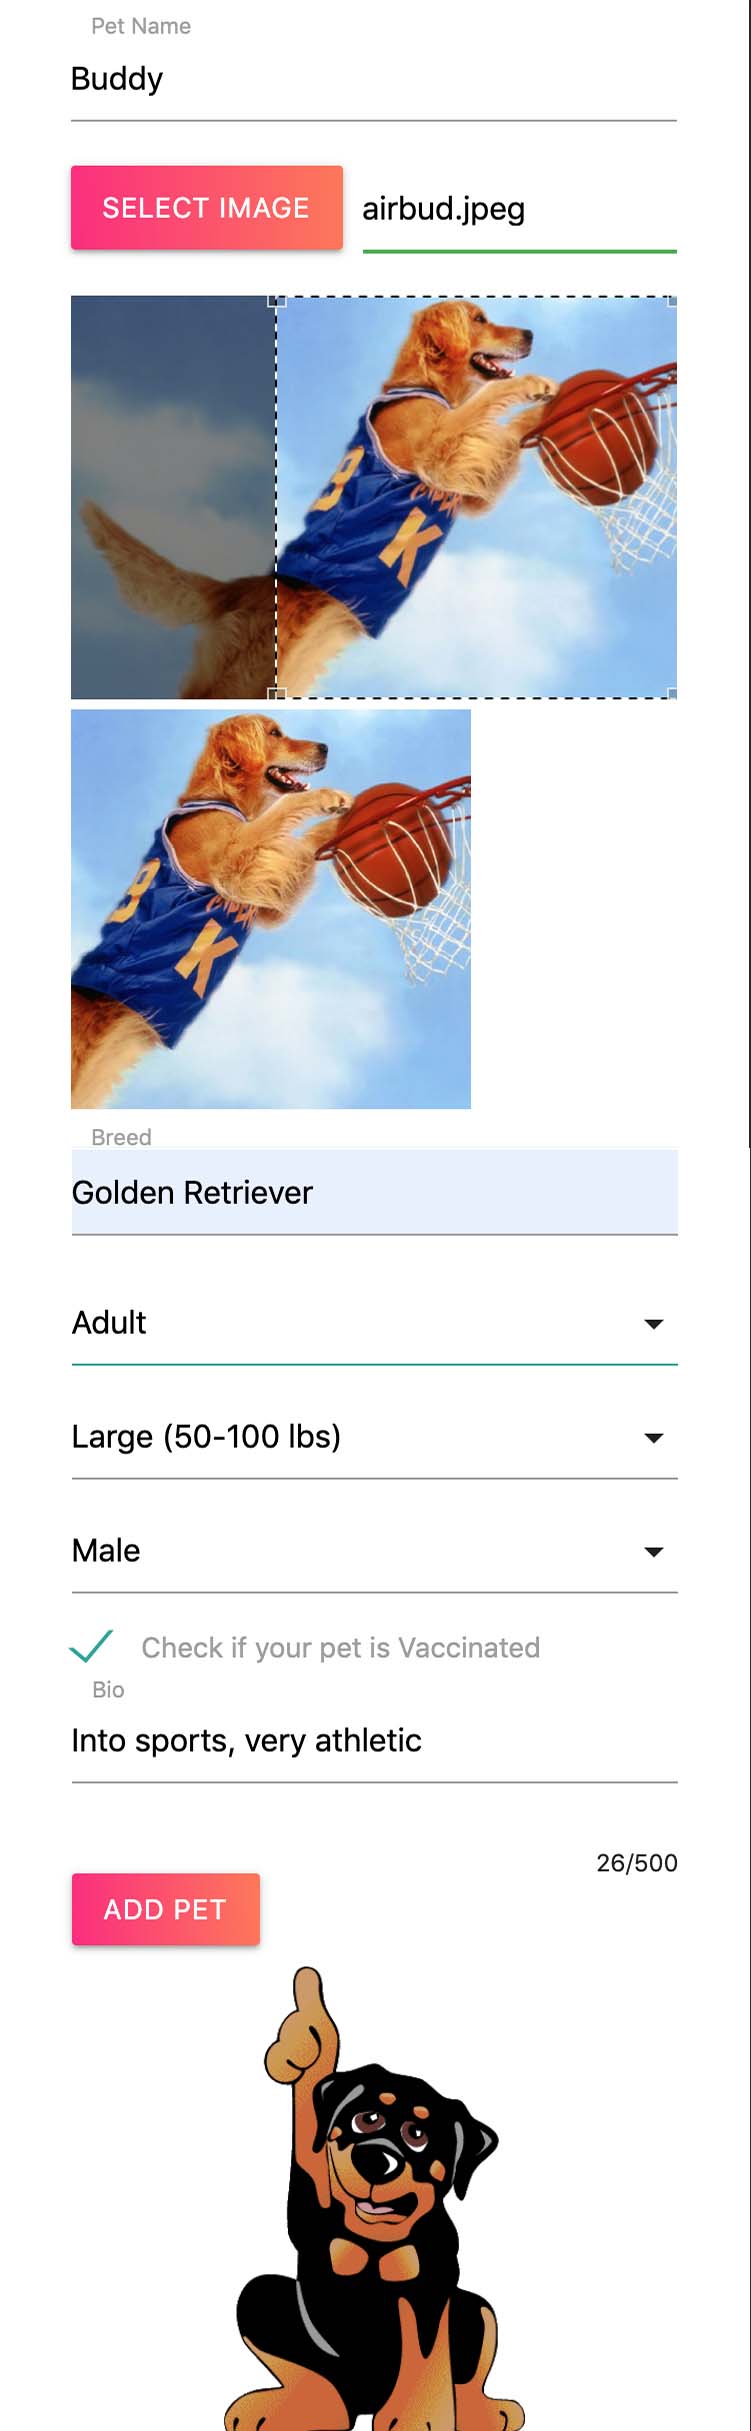 Pet Name
Buddy
SELECT IMAGE
airbud.jpeg
B
K
B
K
Breed
Golden Retriever
Adult
Large (50-100 lbs)
Male
Check if your pet is Vaccinated
Bio
Into sports, very athletic
26/500
ADD PET